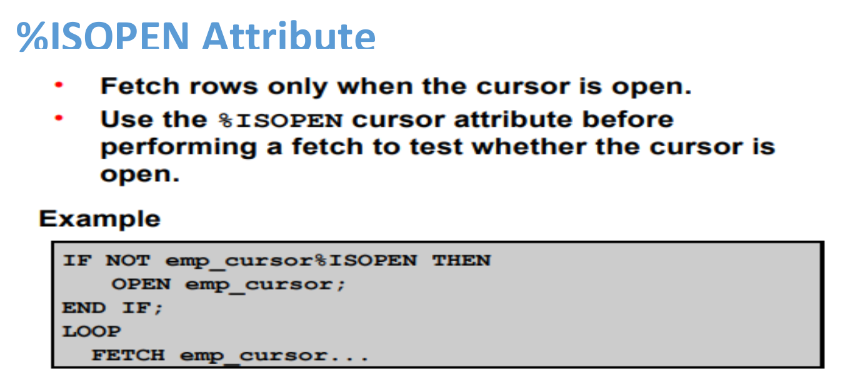 %ISOPEN Attribute
• Fetch rows only when the cursor is open.
• Use the %ISOPEN cursor attribute before
performing a fetch to test whether the cursor is
open.
Example
IF NOT emp_cursor%ISOPEN THEN
OPEN emp_cursor;
END IF;
LOOP
FETCH emp_cursor...